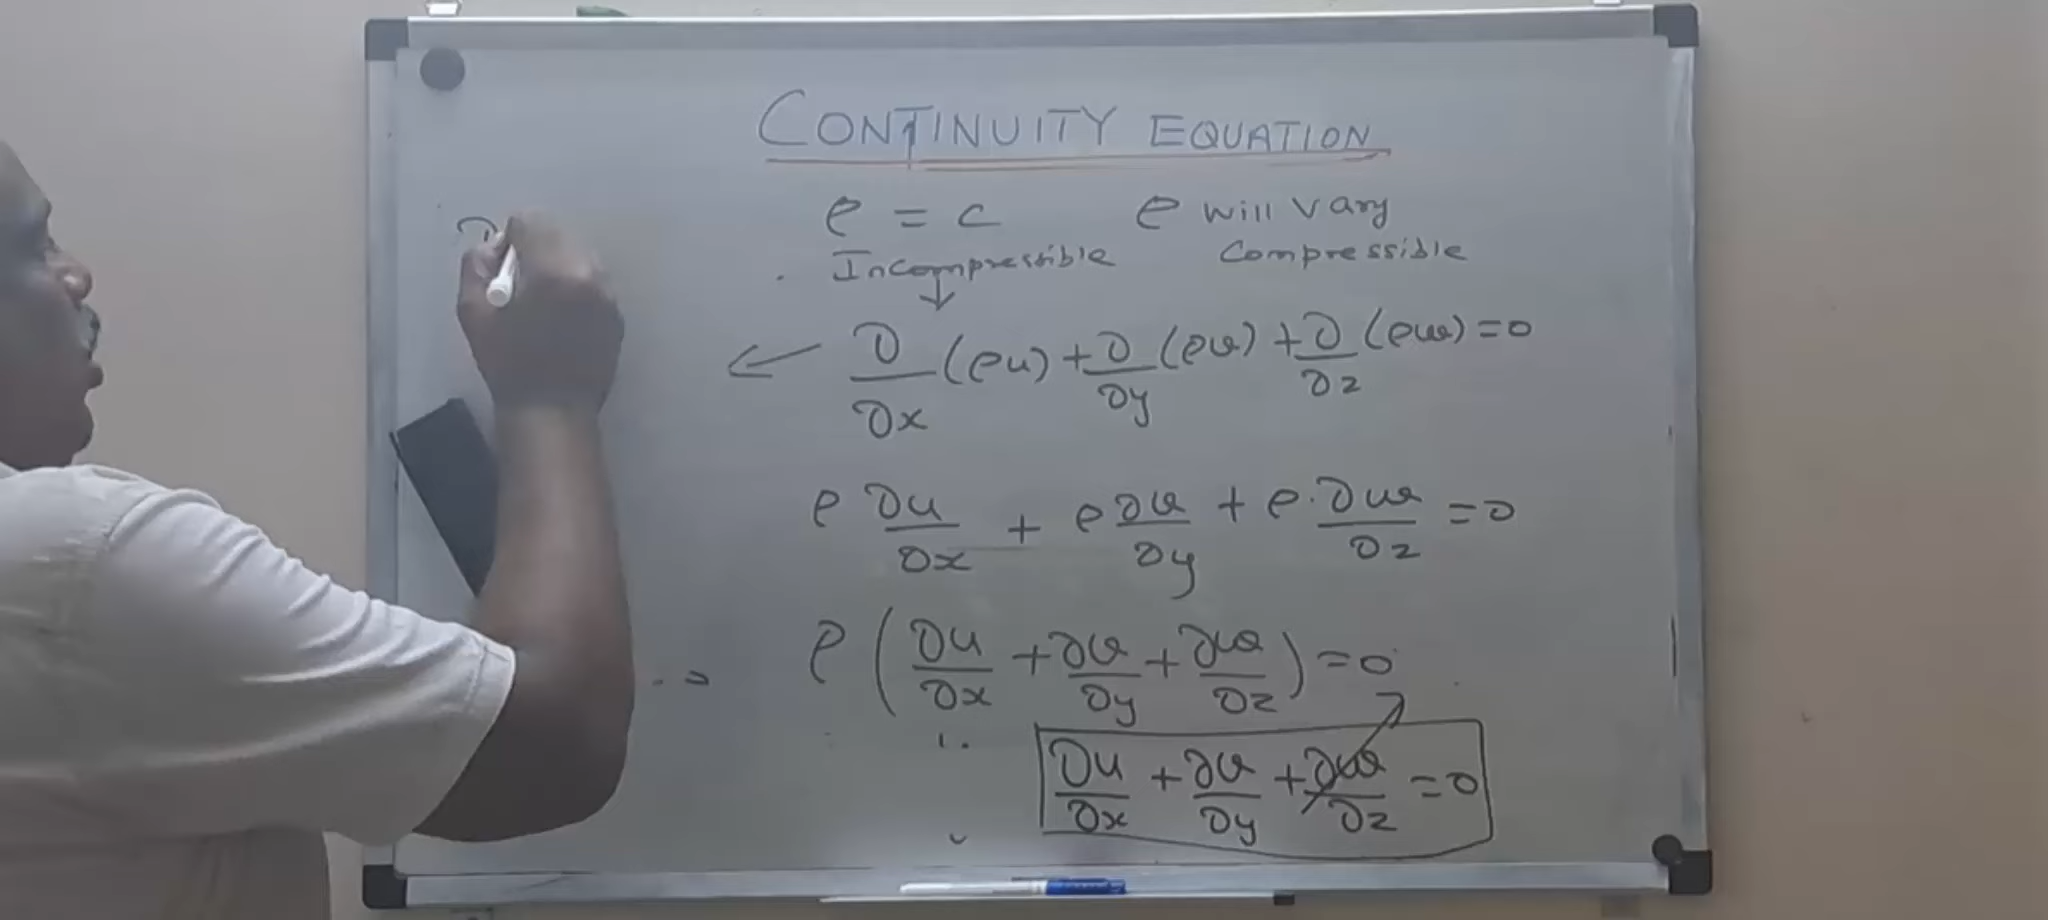 CONTINUITY EQUATION
ρ = c ρ will vary
Incompressible Compressible
↓
← ∂/∂x (ρu) + ∂/∂y (ρv) + ∂/∂z (ρw) = 0
ρ ∂u/∂x + ρ ∂v/∂y + ρ · ∂w/∂z = 0
ρ (∂u/∂x + ∂v/∂y + ∂w/∂z) = 0
∂u/∂x + ∂v/∂y + ∂w/∂z = 0